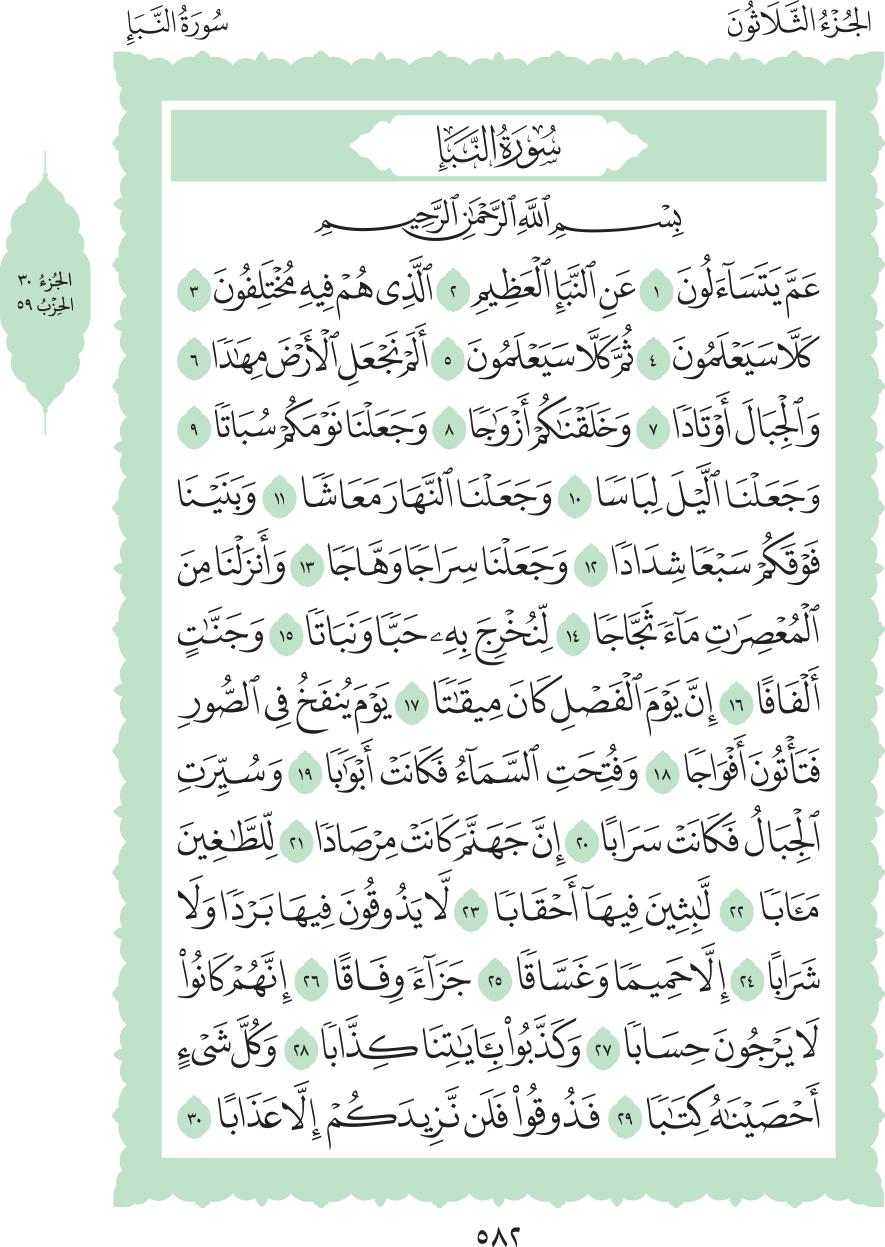 الجُزْءُ الثَّلَاثُونَ
سُورَةُ النَّبَإِ
سُورَةُ النَّبَإِ
بِسْمِ ٱللَّهِ ٱلرَّحْمَٰنِ ٱلرَّحِيمِ
عَمَّ يَتَسَآءَلُونَ ١ عَنِ ٱلنَّبَإِ ٱلْعَظِيمِ ٢ ٱلَّذِى هُمْ فِيهِ مُخْتَلِفُونَ ٣
كَلَّا سَيَعْلَمُونَ ٤ ثُمَّ كَلَّا سَيَعْلَمُونَ ٥ أَلَمْ نَجْعَلِ ٱلْأَرْضَ مِهَٰدًا ٦
وَٱلْجِبَالَ أَوْتَادًا ٧ وَخَلَقْنَٰكُمْ أَزْوَٰجًا ٨ وَجَعَلْنَا نَوْمَكُمْ سُبَاتًا ٩
وَجَعَلْنَا ٱلَّيْلَ لِبَاسًا ١٠ وَجَعَلْنَا ٱلنَّهَارَ مَعَاشًا ١١ وَبَنَيْنَا
فَوْقَكُمْ سَبْعًا شِدَادًا ١٢ وَجَعَلْنَا سِرَاجًا وَهَّاجًا ١٣ وَأَنزَلْنَا مِنَ
ٱلْمُعْصِرَٰتِ مَآءً ثَجَّاجًا ١٤ لِّنُخْرِجَ بِهِۦ حَبًّا وَنَبَاتًا ١٥ وَجَنَّٰتٍ
أَلْفَافًا ١٦ إِنَّ يَوْمَ ٱلْفَصْلِ كَانَ مِيقَٰتًا ١٧ يَوْمَ يُنفَخُ فِى ٱلصُّورِ
فَتَأْتُونَ أَفْوَاجًا ١٨ وَفُتِحَتِ ٱلسَّمَآءُ فَكَانَتْ أَبْوَٰبًا ١٩ وَسُيِّرَتِ
ٱلْجِبَالُ فَكَانَتْ سَرَابًا ٢٠ إِنَّ جَهَنَّمَ كَانَتْ مِرْصَادًا ٢١ لِّلطَّٰغِينَ
مَـَٔابًا ٢٢ لَّٰبِثِينَ فِيهَآ أَحْقَابًا ٢٣ لَّا يَذُوقُونَ فِيهَا بَرْدًا وَلَا
شَرَابًا ٢٤ إِلَّا حَمِيمًا وَغَسَّاقًا ٢٥ جَزَآءً وِفَاقًا ٢٦ إِنَّهُمْ كَانُوا۟
لَا يَرْجُونَ حِسَابًا ٢٧ وَكَذَّبُوا۟ بِـَٔايَٰتِنَا كِذَّابًا ٢٨ وَكُلَّ شَىْءٍ
أَحْصَيْنَٰهُ كِتَٰبًا ٢٩ فَذُوقُوا۟ فَلَن نَّزِيدَكُمْ إِلَّا عَذَابًا ٣٠
الجُزءُ ٣٠
الحِزْبُ ٥٩
٥٨٢